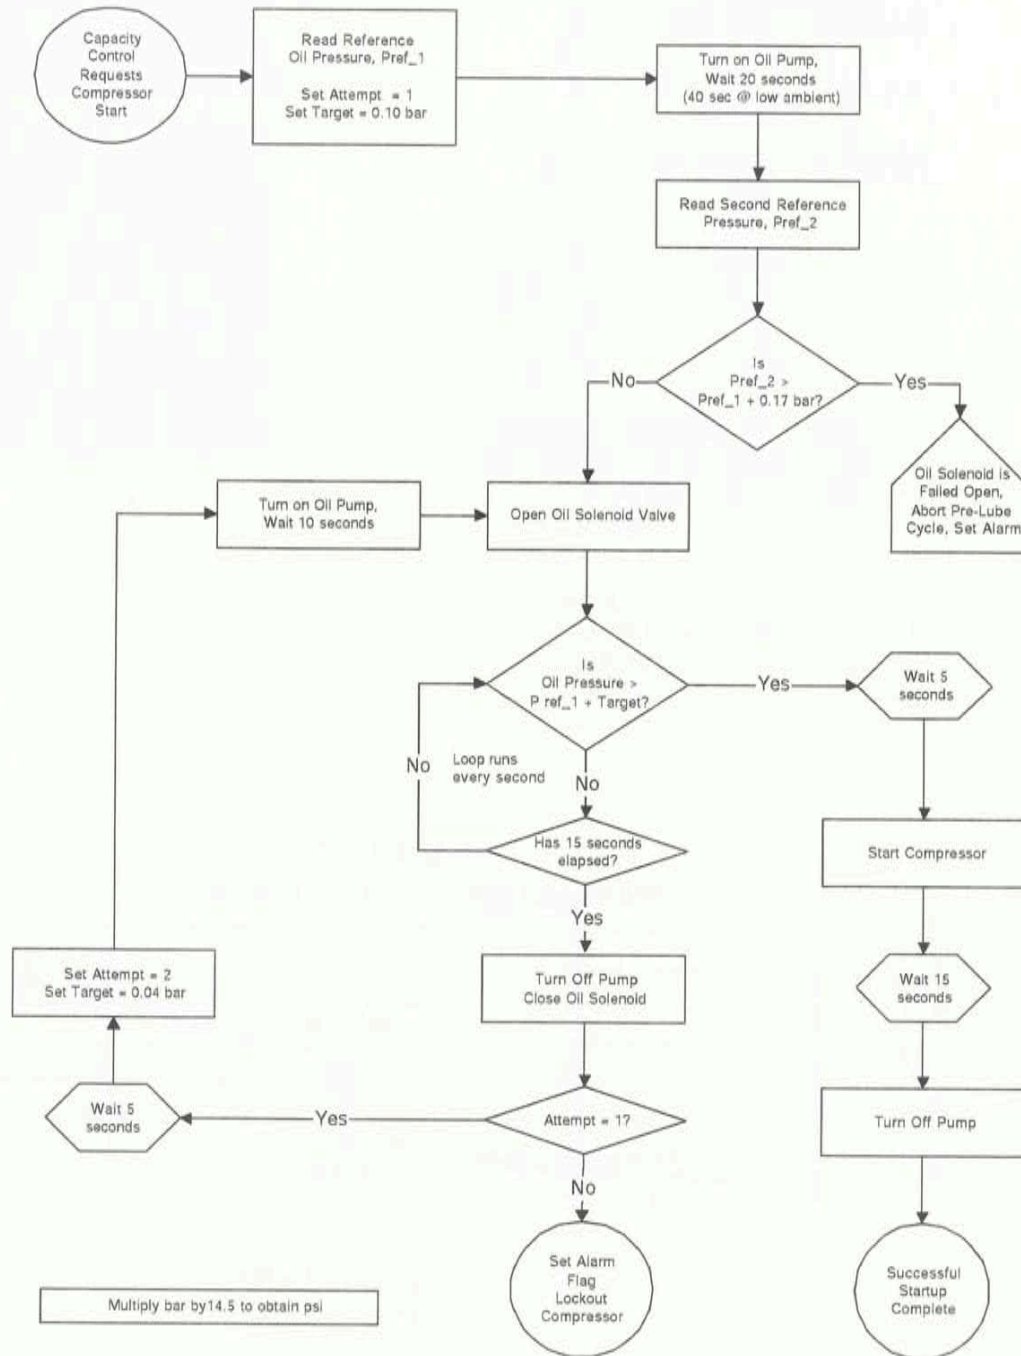 Capacity
Control
Requests
Compressor
Start
Read Reference
Oil Pressure, Pref_1
Set Attempt = 1
Set Target = 0.10 bar
Turn on Oil Pump,
Wait 20 seconds
(40 sec @ low ambient)
Read Second Reference
Pressure, Pref_2
Is
Pref_2 >
Pref_1 + 0.17 bar?
No
Yes
Oil Solenoid is
Failed Open,
Abort Pre-Lube
Cycle, Set Alarm
Turn on Oil Pump,
Wait 10 seconds
Open Oil Solenoid Valve
Is
Oil Pressure >
P ref_1 + Target?
Yes
Wait 5
seconds
No
Loop runs
every second
No
Has 15 seconds
elapsed?
Start Compressor
Yes
Set Attempt = 2
Set Target = 0.04 bar
Turn Off Pump
Close Oil Solenoid
Wait 15
seconds
Wait 5
seconds
Yes
Attempt = 1?
Turn Off Pump
No
Set Alarm
Flag
Lockout
Compressor
Successful
Startup
Complete
Multiply bar by14.5 to obtain psi